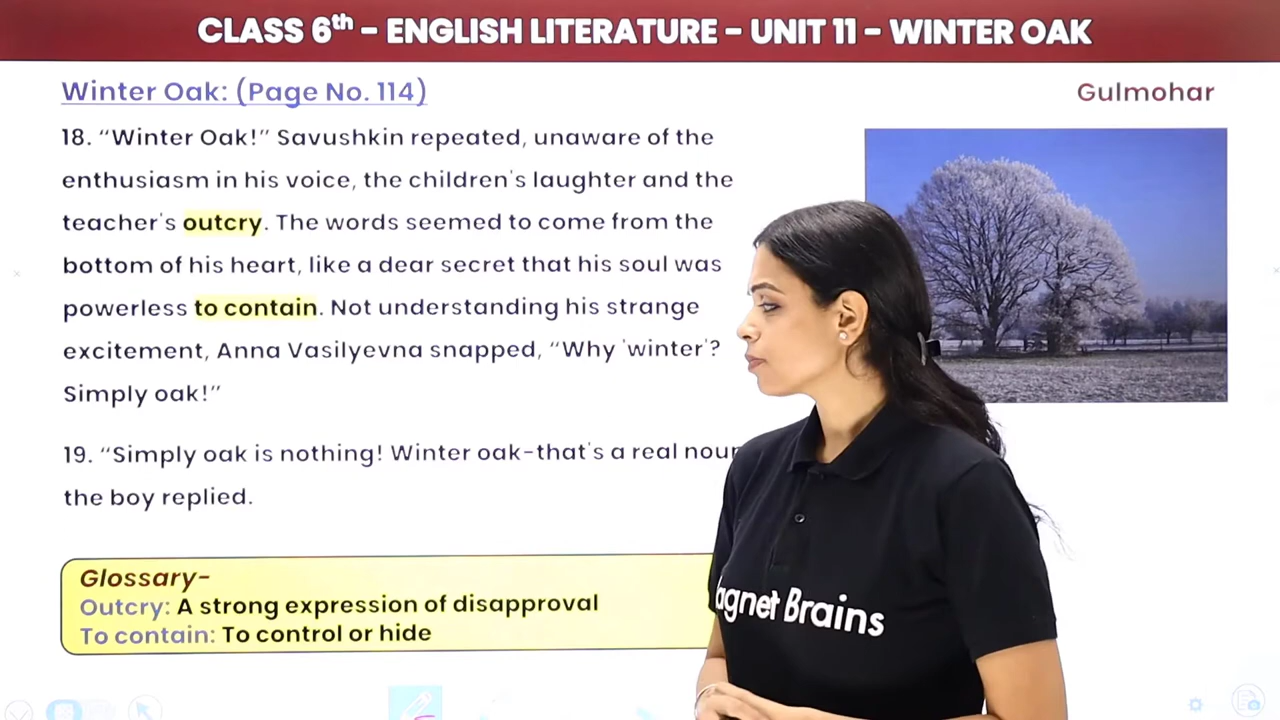 CLASS 6th – ENGLISH LITERATURE – UNIT 11 – WINTER OAK
Winter Oak: (Page No. 114)
Gulmohar
18. “Winter Oak!” Savushkin repeated, unaware of the
enthusiasm in his voice, the children's laughter and the
teacher's outcry. The words seemed to come from the
bottom of his heart, like a dear secret that his soul was
powerless to contain. Not understanding his strange
excitement, Anna Vasilyevna snapped, “Why 'winter'?
Simply oak!”
19. “Simply oak is nothing! Winter oak-that's a real
the boy replied.
Glossary-
Outcry: A strong expression of disapproval
To contain: To control or hide
Brains